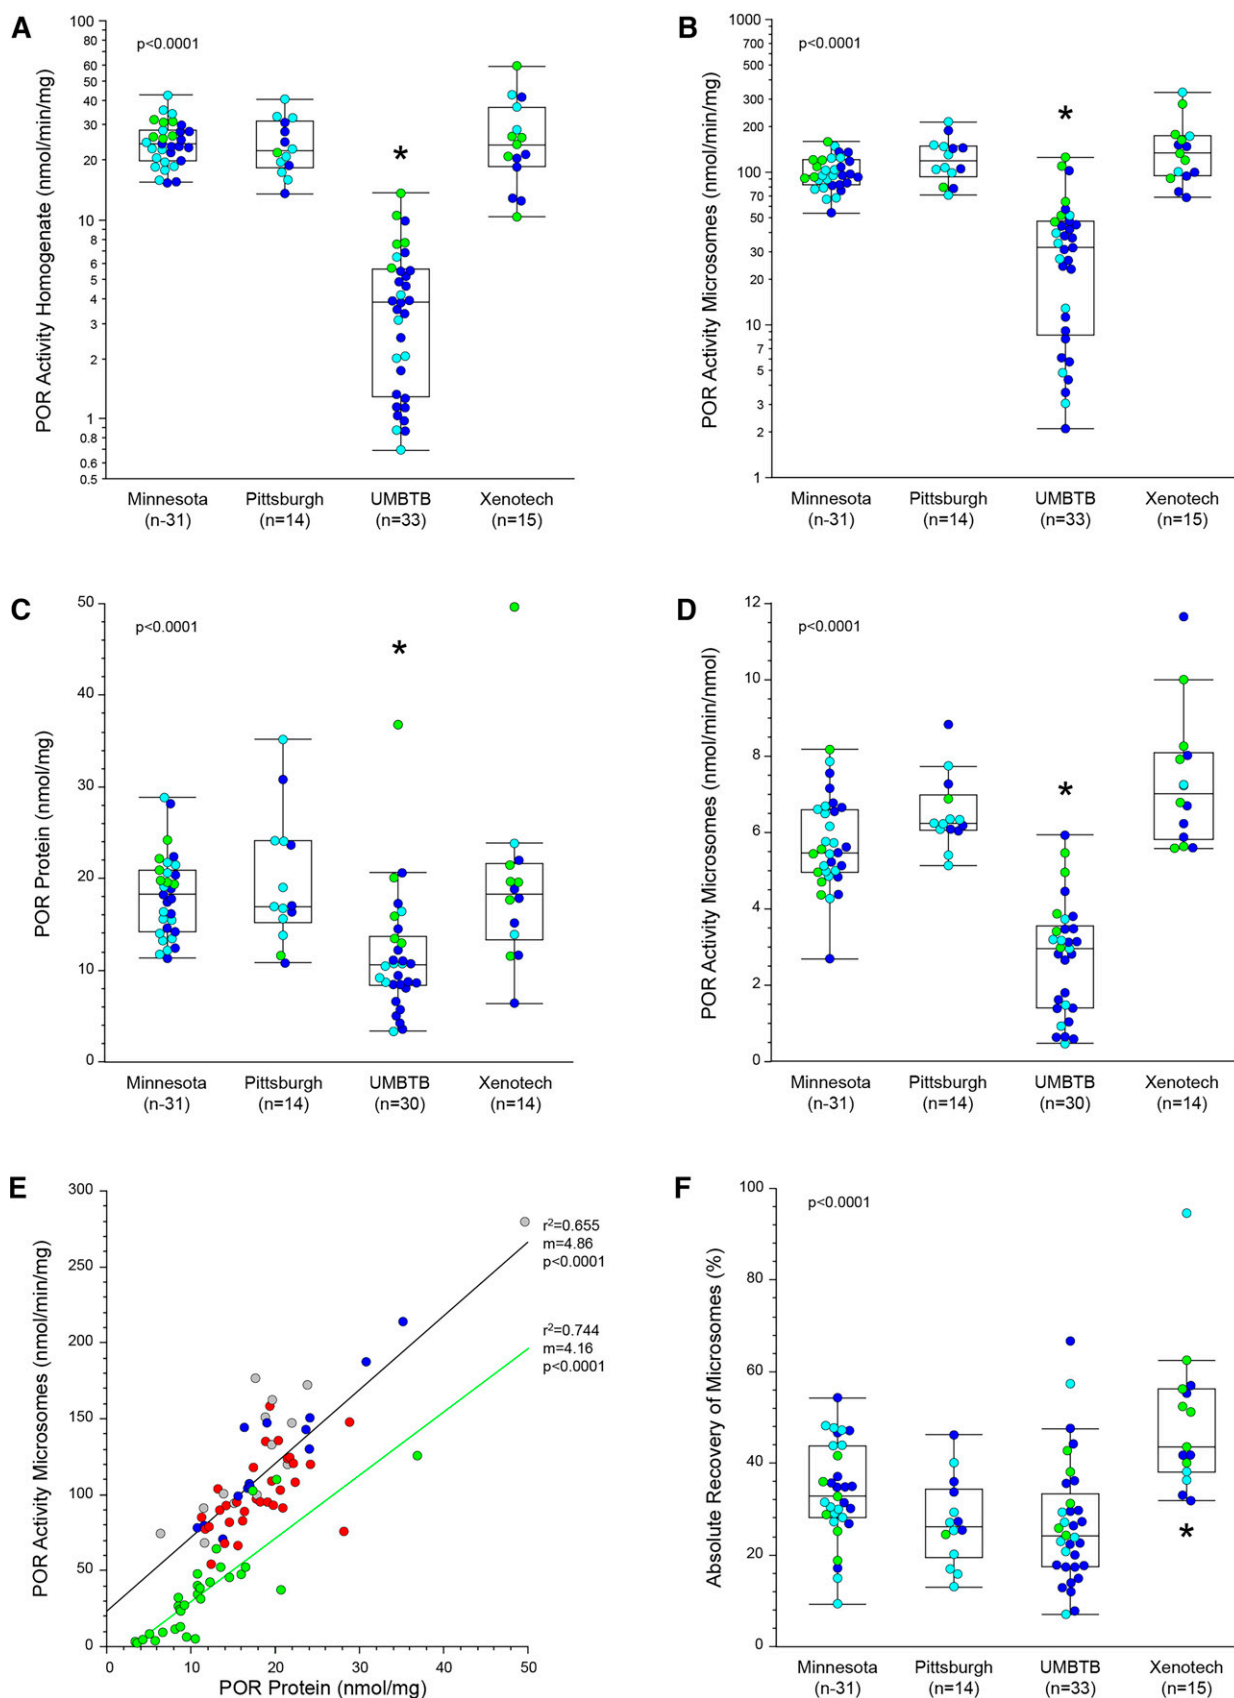 A
POR Activity Homogenate (nmol/min/mg)
p<0.0001
*
100
80
60
50
40
30
20
10
8
6
5
4
3
2
1
0.8
0.6
0.5
Minnesota Pittsburgh UMBTB Xenotech
(n-31) (n=14) (n=33) (n=15)
B
POR Activity Microsomes (nmol/min/mg)
p<0.0001
*
1000
700
500
300
200
100
70
50
30
20
10
7
5
3
2
1
Minnesota Pittsburgh UMBTB Xenotech
(n-31) (n=14) (n=33) (n=15)
C
POR Protein (nmol/mg)
p<0.0001
*
50
40
30
20
10
0
Minnesota Pittsburgh UMBTB Xenotech
(n-31) (n=14) (n=30) (n=14)
D
POR Activity Microsomes (nmol/min/nmol)
p<0.0001
*
12
10
8
6
4
2
0
Minnesota Pittsburgh UMBTB Xenotech
(n-31) (n=14) (n=30) (n=14)
E
POR Activity Microsomes (nmol/min/mg)
300
250
200
150
100
50
0
r²=0.655
m=4.86
p<0.0001
r²=0.744
m=4.16
p<0.0001
0 10 20 30 40 50
POR Protein (nmol/mg)
F
Absolute Recovery of Microsomes (%)
p<0.0001
100
80
60
40
20
0
*
Minnesota Pittsburgh UMBTB Xenotech
(n-31) (n=14) (n=33) (n=15)